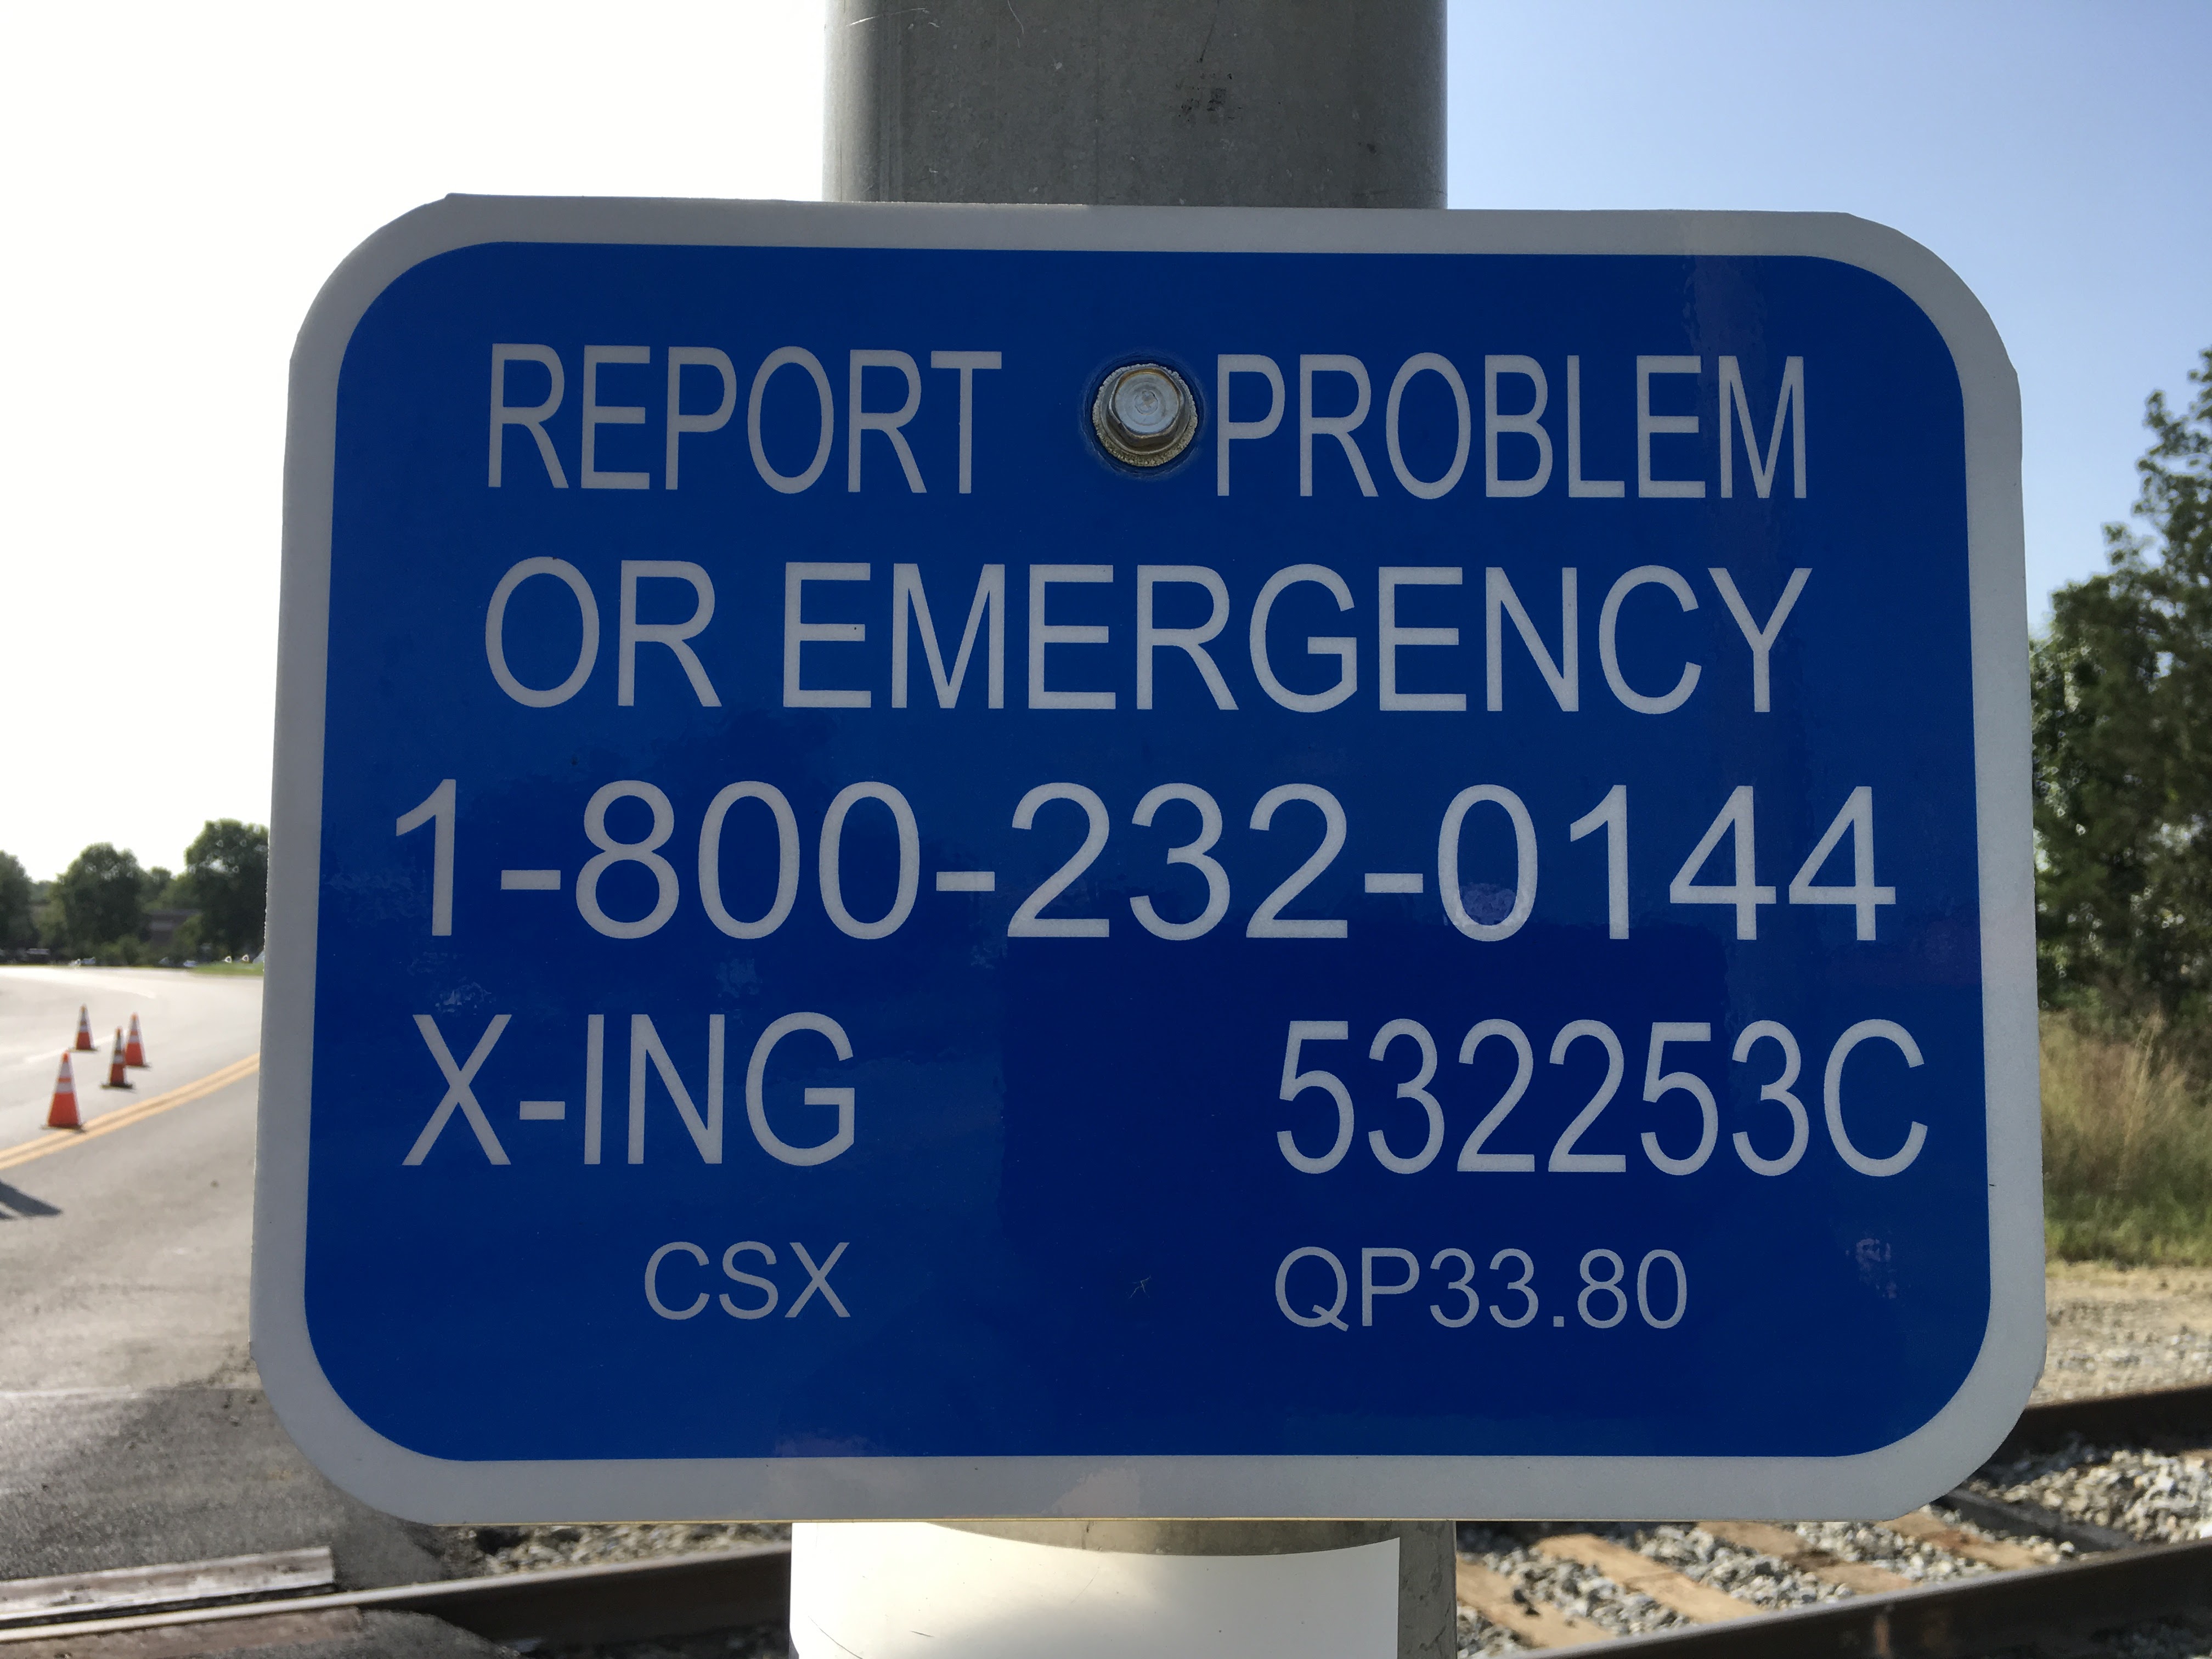 REPORT PROBLEM
OR EMERGENCY
1-800-232-0144
X-ING 532253C
CSX QP33.80